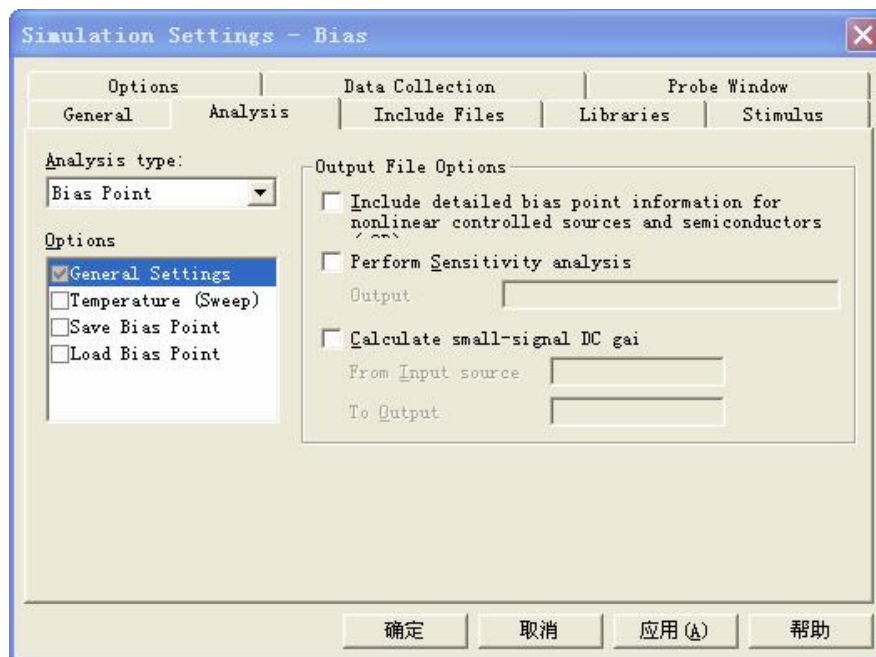 Simulation Settings - Bias
Options
Data Collection
Probe Window
General
Analysis
Include Files
Libraries
Stimulus
Analysis type:
Bias Point
Options
General Settings
Temperature (Sweep)
Save Bias Point
Load Bias Point
Output File Options
Include detailed bias point information for
nonlinear controlled sources and semiconductors
Perform Sensitivity analysis
Output
Calculate small-signal DC gai
From Input source
To Output
确定
取消
应用(A)
帮助